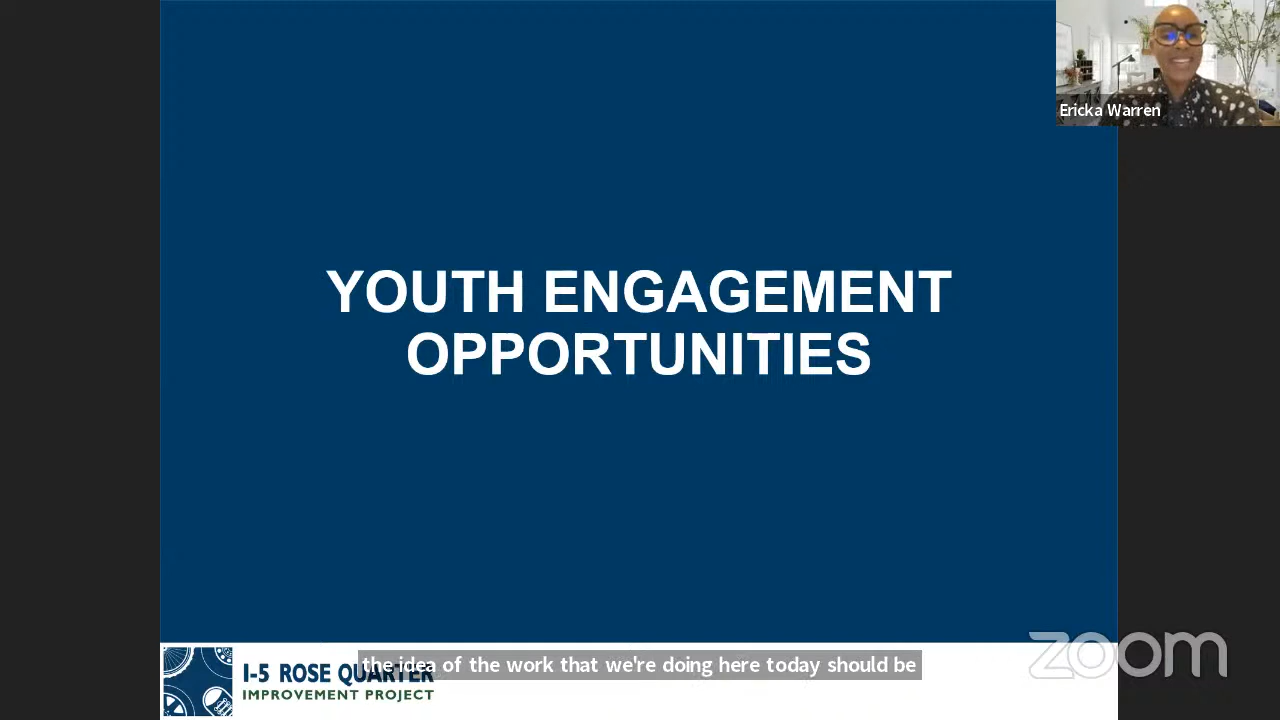 Ericka Warren
YOUTH ENGAGEMENT
OPPORTUNITIES
I-5 ROSE QUARTER
the idea of the work that we're doing here today should be
IMPROVEMENT PROJECT
zoom